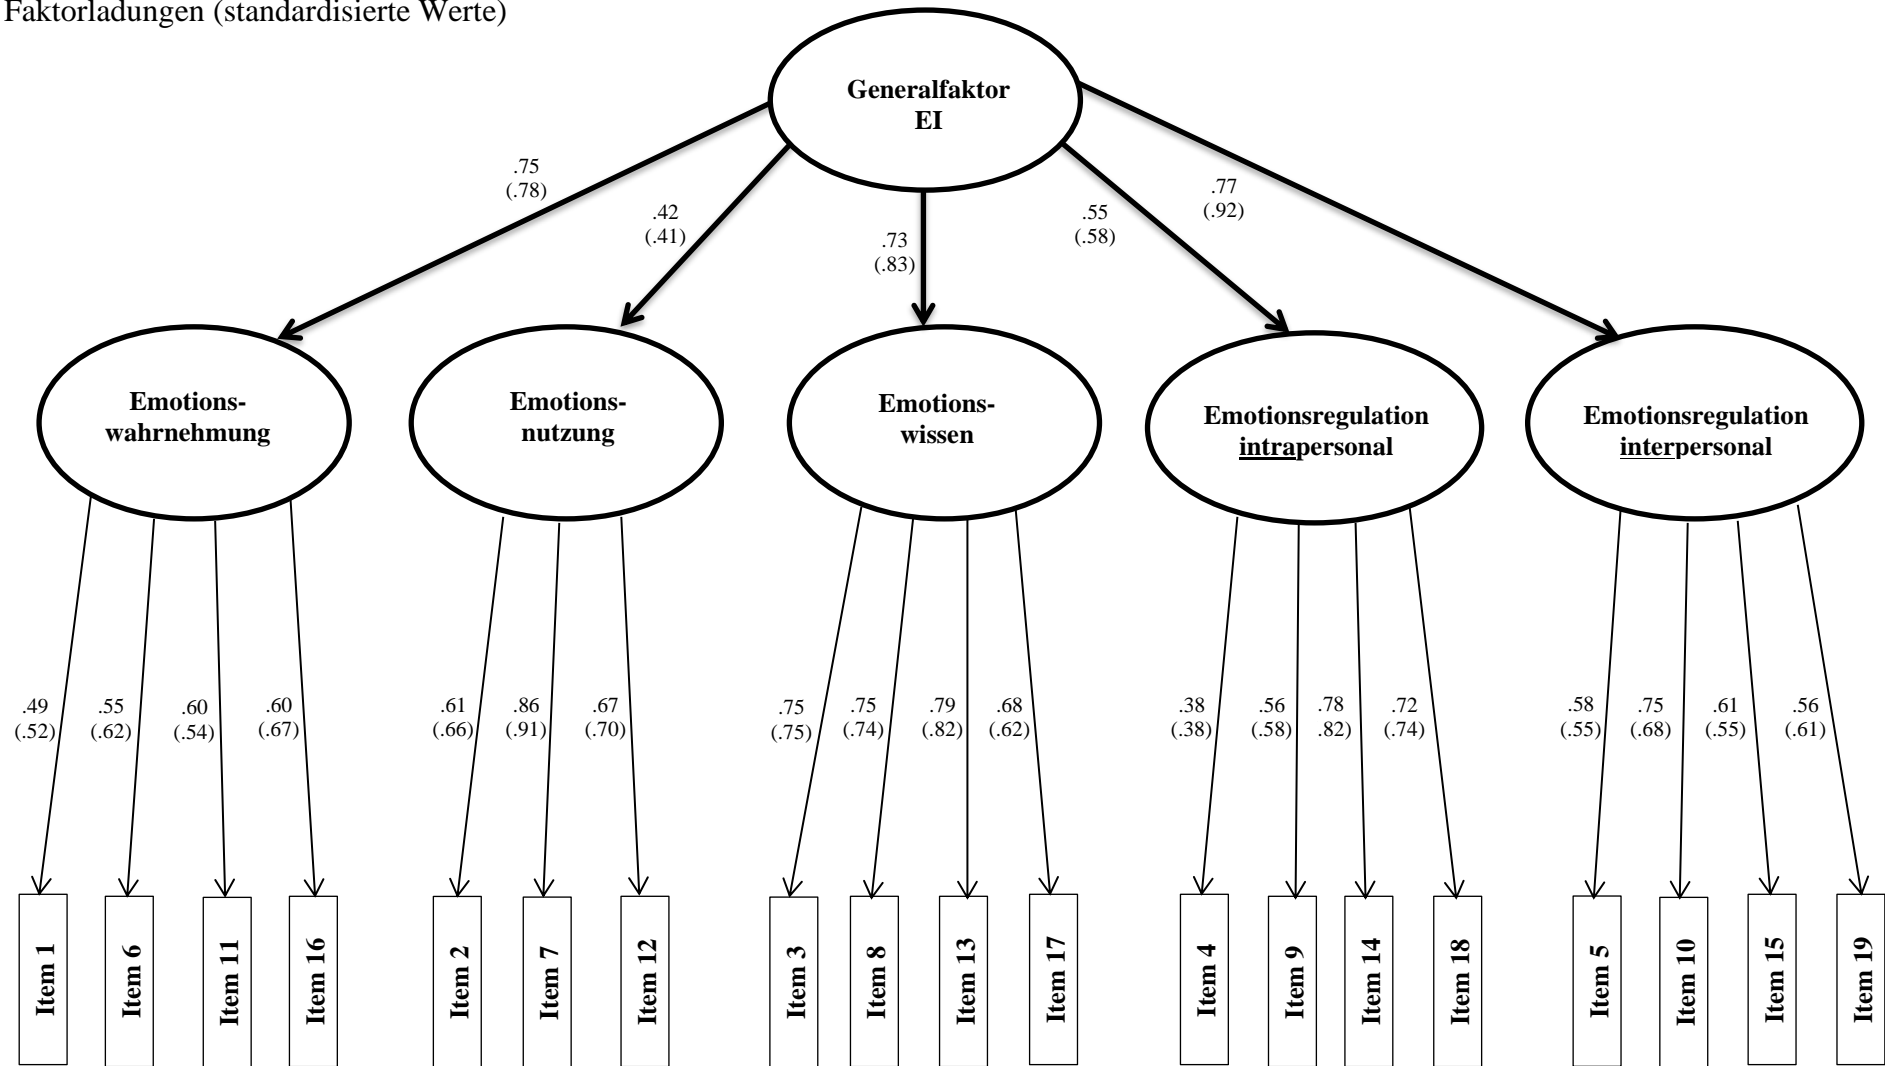 Faktorladungen (standardisierte Werte)
Generalfaktor
EI
.75
(.78)
.42
(.41)
.73
(.83)
.55
(.58)
.77
(.92)
Emotions-
wahrnehmung
Emotions-
nutzung
Emotions-
wissen
Emotionsregulation
intrapersonal
Emotionsregulation
interpersonal
.49
(.52)
.55
(.62)
.60
(.54)
.60
(.67)
.61
(.66)
.86
(.91)
.67
(.70)
.75
(.75)
.75
(.74)
.79
(.82)
.68
(.62)
.38
(.38)
.56
(.58)
.78
.82)
.72
(.74)
.58
(.55)
.75
(.68)
.61
(.55)
.56
(.61)
Item 1
Item 6
Item 11
Item 16
Item 2
Item 7
Item 12
Item 3
Item 8
Item 13
Item 17
Item 4
Item 9
Item 14
Item 18
Item 5
Item 10
Item 15
Item 19